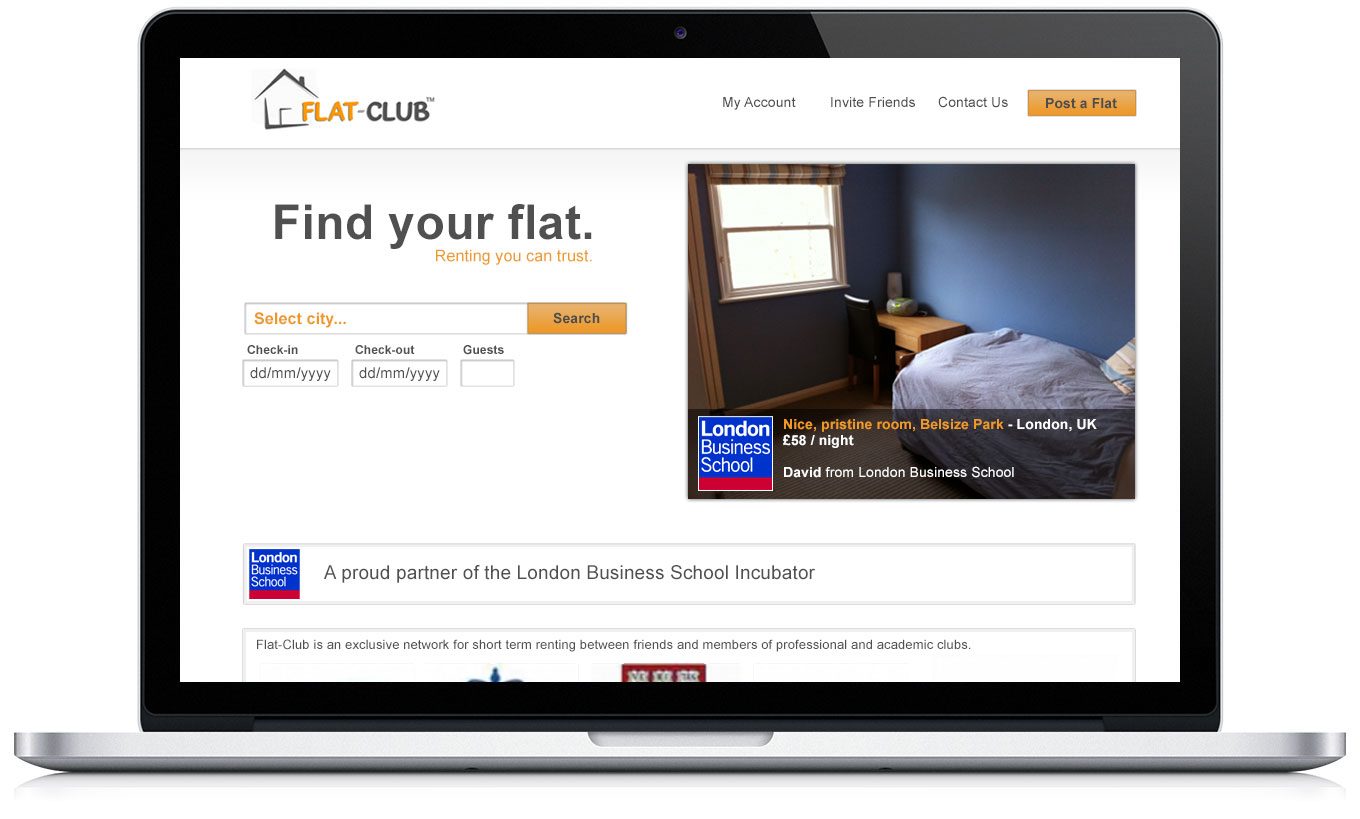 FLAT-CLUB™
My Account
Invite Friends
Contact Us
Post a Flat
Find your flat.
Renting you can trust.
Select city...
Search
Check-in
Check-out
Guests
dd/mm/yyyy
dd/mm/yyyy
London
Business
School
Nice, pristine room, Belsize Park - London, UK
£58 / night
David from London Business School
London
Business
School
A proud partner of the London Business School Incubator
Flat-Club is an exclusive network for short term renting between friends and members of professional and academic clubs.